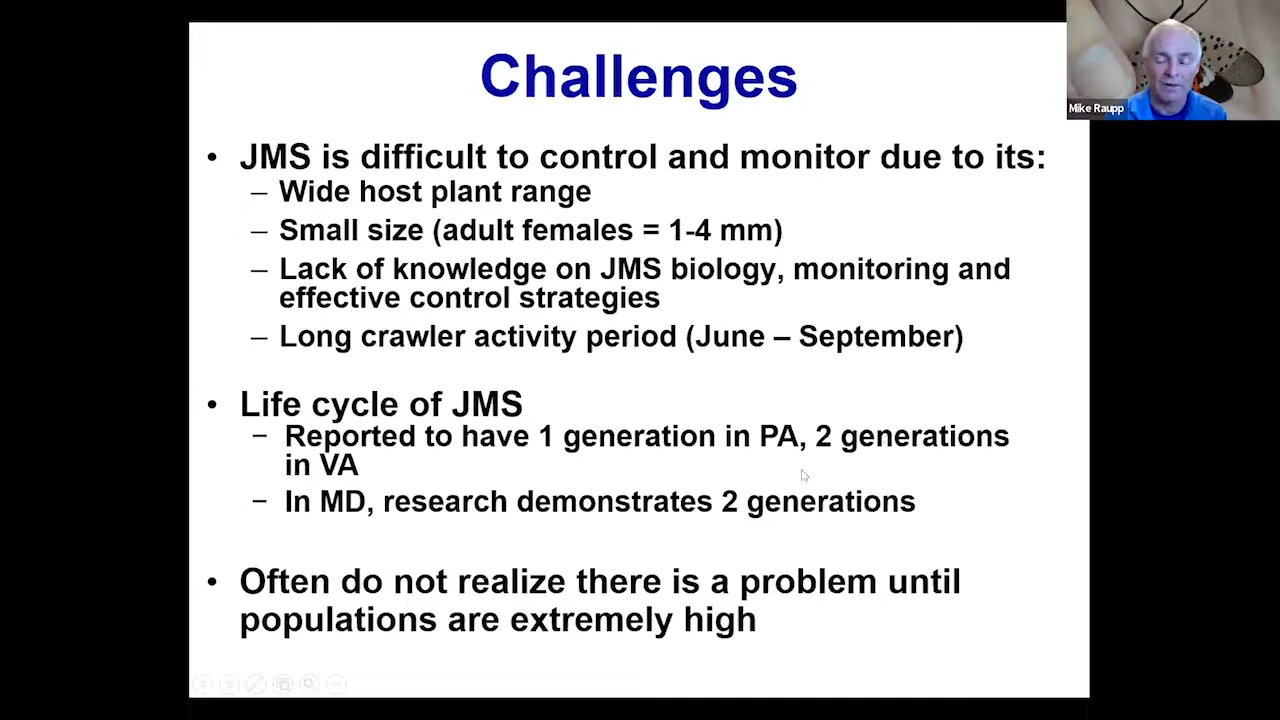 Challenges
Mike Raupp
• JMS is difficult to control and monitor due to its:
– Wide host plant range
– Small size (adult females = 1-4 mm)
– Lack of knowledge on JMS biology, monitoring and
effective control strategies
– Long crawler activity period (June – September)
• Life cycle of JMS
− Reported to have 1 generation in PA, 2 generations
in VA
− In MD, research demonstrates 2 generations
• Often do not realize there is a problem until
populations are extremely high